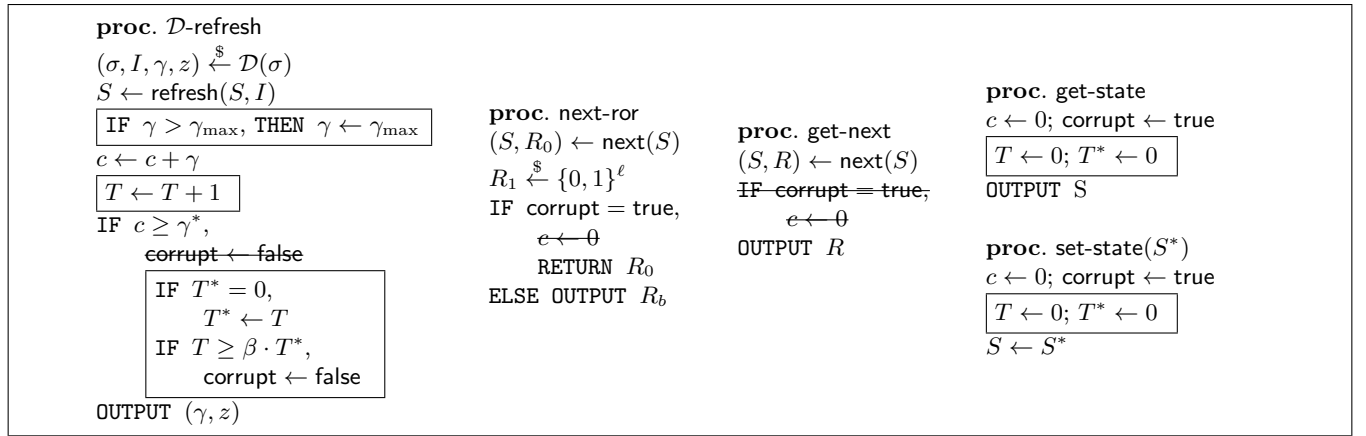 proc. 𝒟-refresh
(σ, I, γ, z) ←$ 𝒟(σ)
S ← refresh(S, I)
IF γ > γmax, THEN γ ← γmax
c ← c + γ
T ← T + 1
IF c ≥ γ*,
corrupt ← false
IF T* = 0,
T* ← T
IF T ≥ β · T*,
corrupt ← false
OUTPUT (γ, z)
proc. next-ror
(S, R₀) ← next(S)
R₁ ←$ {0, 1}^ℓ
IF corrupt = true,
c ← 0
RETURN R₀
ELSE OUTPUT R_b
proc. get-next
(S, R) ← next(S)
IF corrupt = true,
c ← 0
OUTPUT R
proc. get-state
c ← 0; corrupt ← true
T ← 0; T* ← 0
OUTPUT S
proc. set-state(S*)
c ← 0; corrupt ← true
T ← 0; T* ← 0
S ← S*